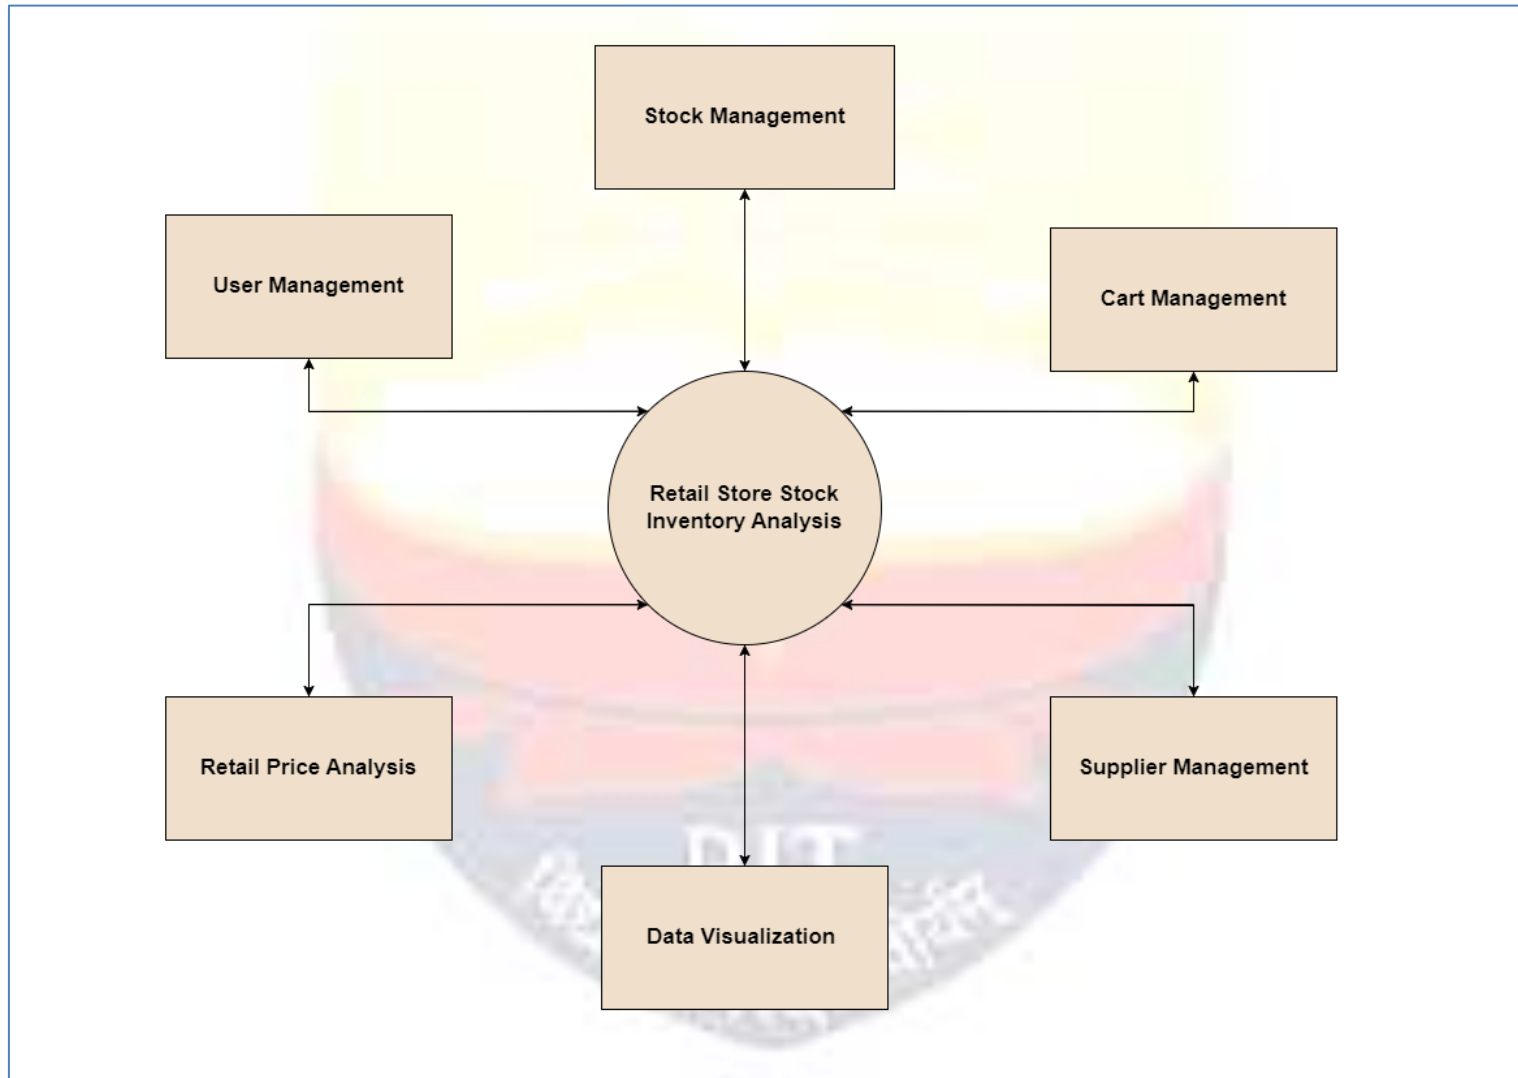 Stock Management
User Management
Cart Management
Retail Store Stock
Inventory Analysis
Retail Price Analysis
Supplier Management
Data Visualization